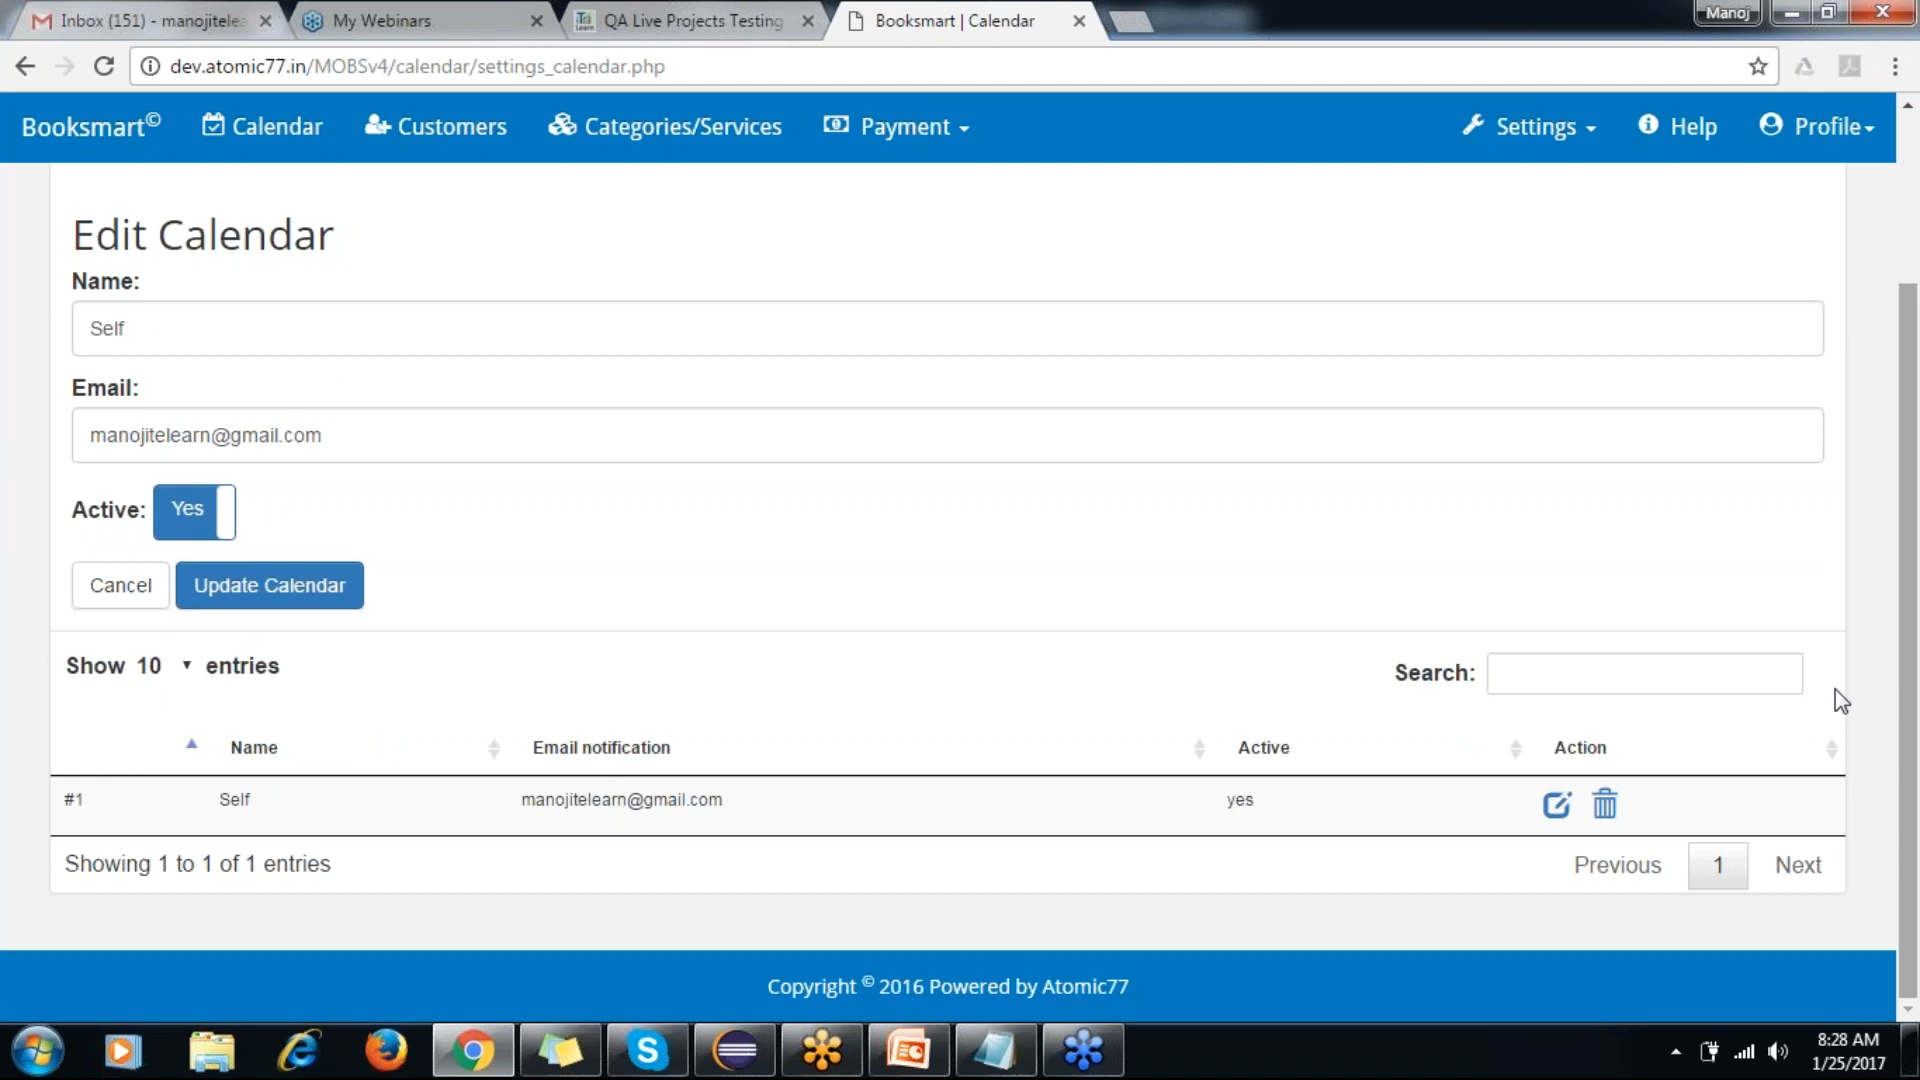 Inbox (151) - manojitelea
My Webinars
QA Live Projects Testing
Booksmart | Calendar
Manoj
dev.atomic77.in/MOBSv4/calendar/settings_calendar.php
Booksmart©
Calendar
Customers
Categories/Services
Payment
Settings
Help
Profile
Edit Calendar
Name:
Self
Email:
manojitelearn@gmail.com
Active: Yes
Cancel
Update Calendar
Show 10 entries
Search:
Name Email notification Active Action
#1 Self manojitelearn@gmail.com yes
Showing 1 to 1 of 1 entries
Previous 1 Next
Copyright © 2016 Powered by Atomic77
8:28 AM
1/25/2017